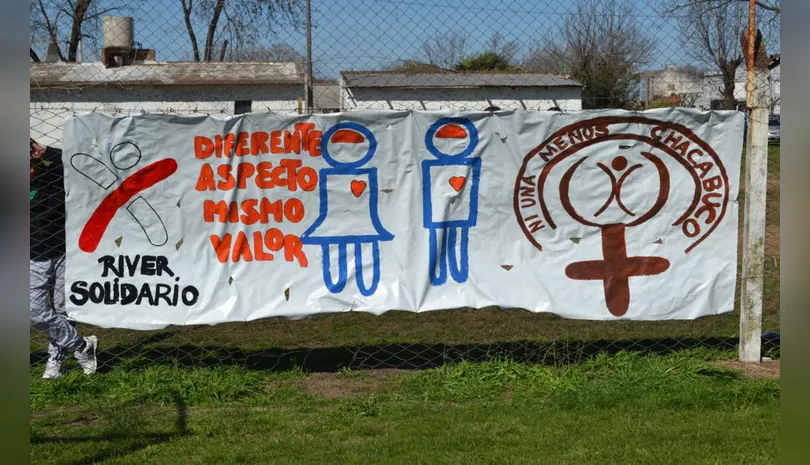 RIVER
SOLIDARIO
DIFERENTE
ASPECTO
MISMO
VALOR
NI UNA MENOS CHACABUCO